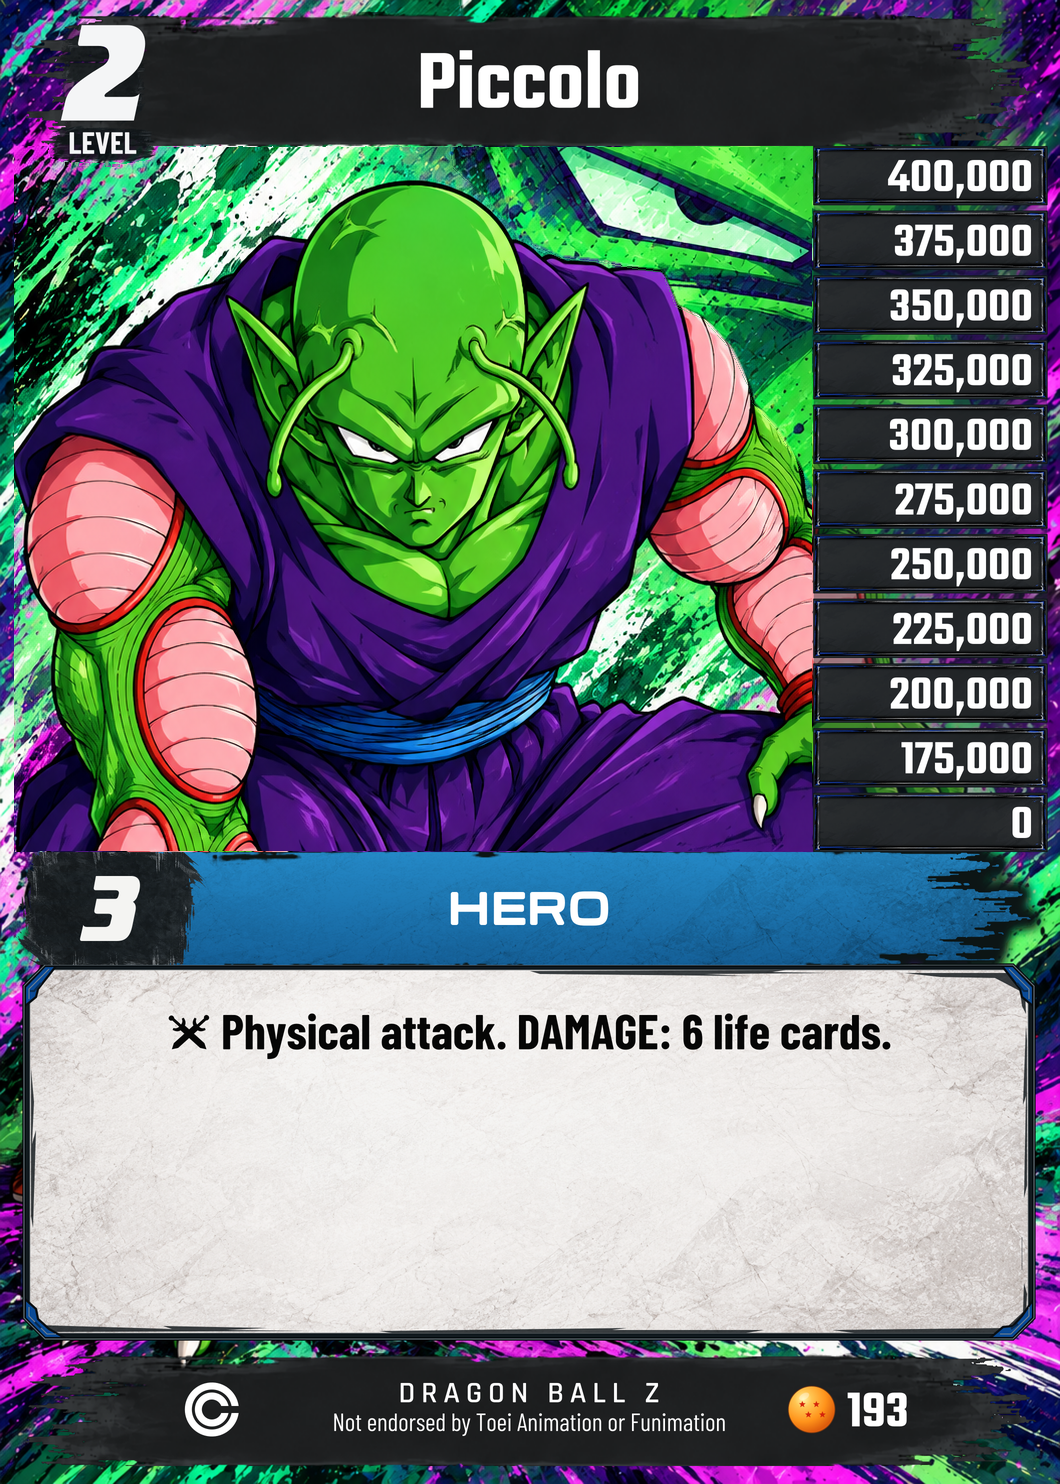 2
LEVEL
Piccolo
400,000
375,000
350,000
325,000
300,000
275,000
250,000
225,000
200,000
175,000
0
3
HERO
Physical attack. DAMAGE: 6 life cards.
DRAGON BALL Z
Not endorsed by Toei Animation or Funimation
193